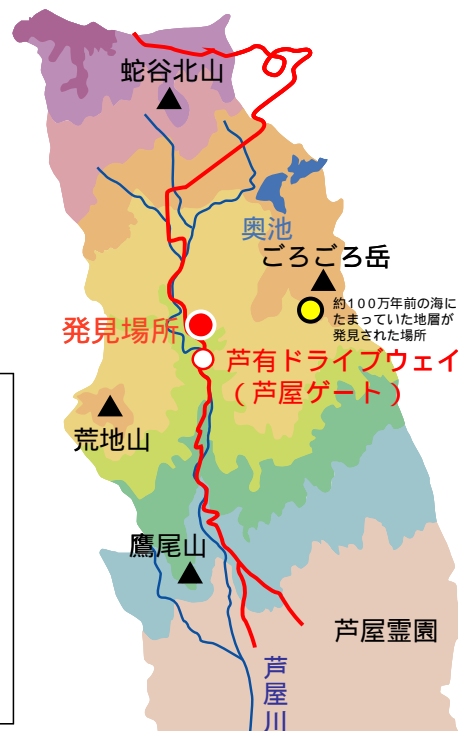 蛇谷北山
奥池
ごろごろ岳
約１００万年前の海に
たまっていた地層が
発見された場所
発見場所
芦有ドライブウェイ
（芦屋ゲート）
荒地山
鷹尾山
芦屋霊園
芦屋川